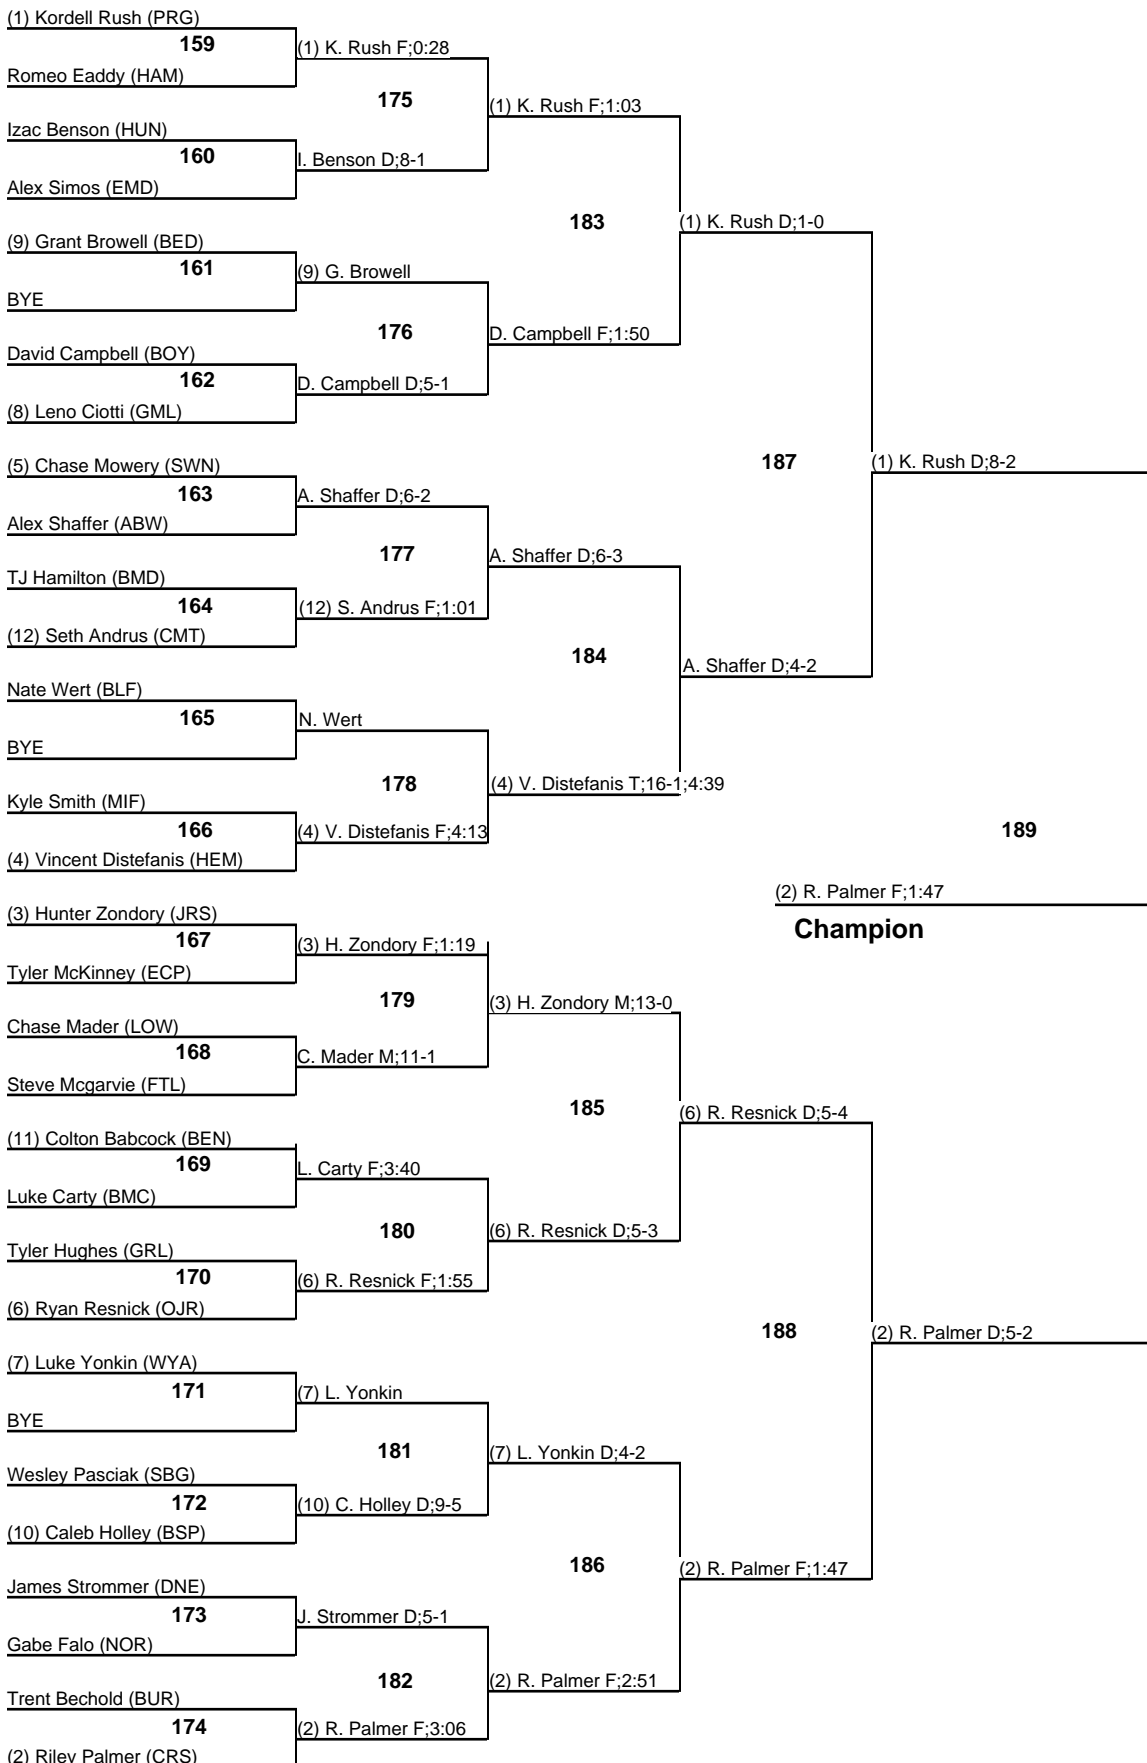 (1) Kordell Rush (PRG)
159
(1) K. Rush F;0:28
Romeo Eaddy (HAM)
175
(1) K. Rush F;1:03
Izac Benson (HUN)
160
I. Benson D;8-1
Alex Simos (EMD)
183
(1) K. Rush D;1-0
(9) Grant Browell (BED)
161
(9) G. Browell
BYE
176
D. Campbell F;1:50
David Campbell (BOY)
162
D. Campbell D;5-1
(8) Leno Ciotti (GML)
187
(1) K. Rush D;8-2
(5) Chase Mowery (SWN)
163
A. Shaffer D;6-2
Alex Shaffer (ABW)
177
A. Shaffer D;6-3
TJ Hamilton (BMD)
164
(12) S. Andrus F;1:01
(12) Seth Andrus (CMT)
184
A. Shaffer D;4-2
Nate Wert (BLF)
165
N. Wert
BYE
178
(4) V. Distefanis T;16-1;4:39
Kyle Smith (MIF)
166
(4) V. Distefanis F;4:13
(4) Vincent Distefanis (HEM)
189
(2) R. Palmer F;1:47
Champion
(3) Hunter Zondory (JRS)
167
(3) H. Zondory F;1:19
Tyler McKinney (ECP)
179
(3) H. Zondory M;13-0
Chase Mader (LOW)
168
C. Mader M;11-1
Steve Mcgarvie (FTL)
185
(6) R. Resnick D;5-4
(11) Colton Babcock (BEN)
169
L. Carty F;3:40
Luke Carty (BMC)
180
(6) R. Resnick D;5-3
Tyler Hughes (GRL)
170
(6) R. Resnick F;1:55
(6) Ryan Resnick (OJR)
188
(2) R. Palmer D;5-2
(7) Luke Yonkin (WYA)
171
(7) L. Yonkin
BYE
181
(7) L. Yonkin D;4-2
Wesley Pasciak (SBG)
172
(10) C. Holley D;9-5
(10) Caleb Holley (BSP)
186
(2) R. Palmer F;1:47
James Strommer (DNE)
173
J. Strommer D;5-1
Gabe Falo (NOR)
182
(2) R. Palmer F;2:51
Trent Bechold (BUR)
174
(2) R. Palmer F;3:06
(2) Riley Palmer (CRS)